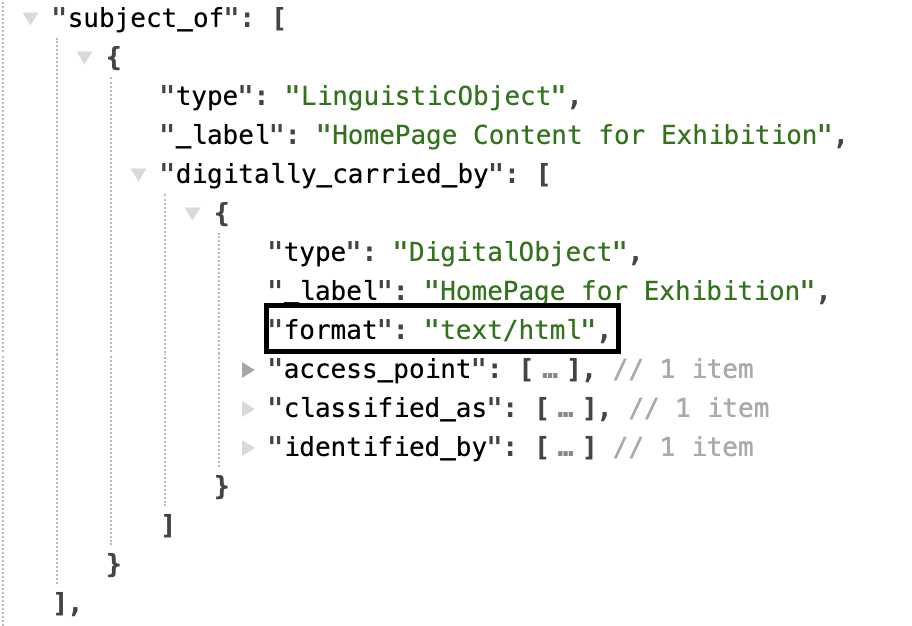 "subject_of": [
{
"type": "LinguisticObject",
"_label": "HomePage Content for Exhibition",
"digitally_carried_by": [
{
"type": "DigitalObject",
"_label": "HomePage for Exhibition",
"format": "text/html",
"access_point": [ … ], // 1 item
"classified_as": [ … ], // 1 item
"identified_by": [ … ] // 1 item
}
]
}
],